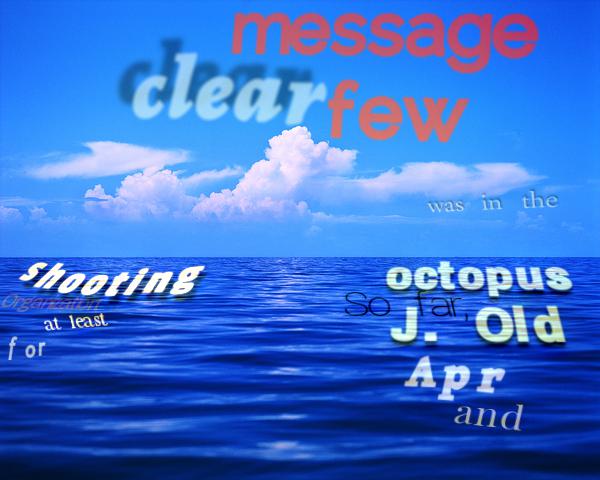 message
clear
few
was in the
shooting
octopus
Organization
So far,
at least
J. Old
for
Apr
and